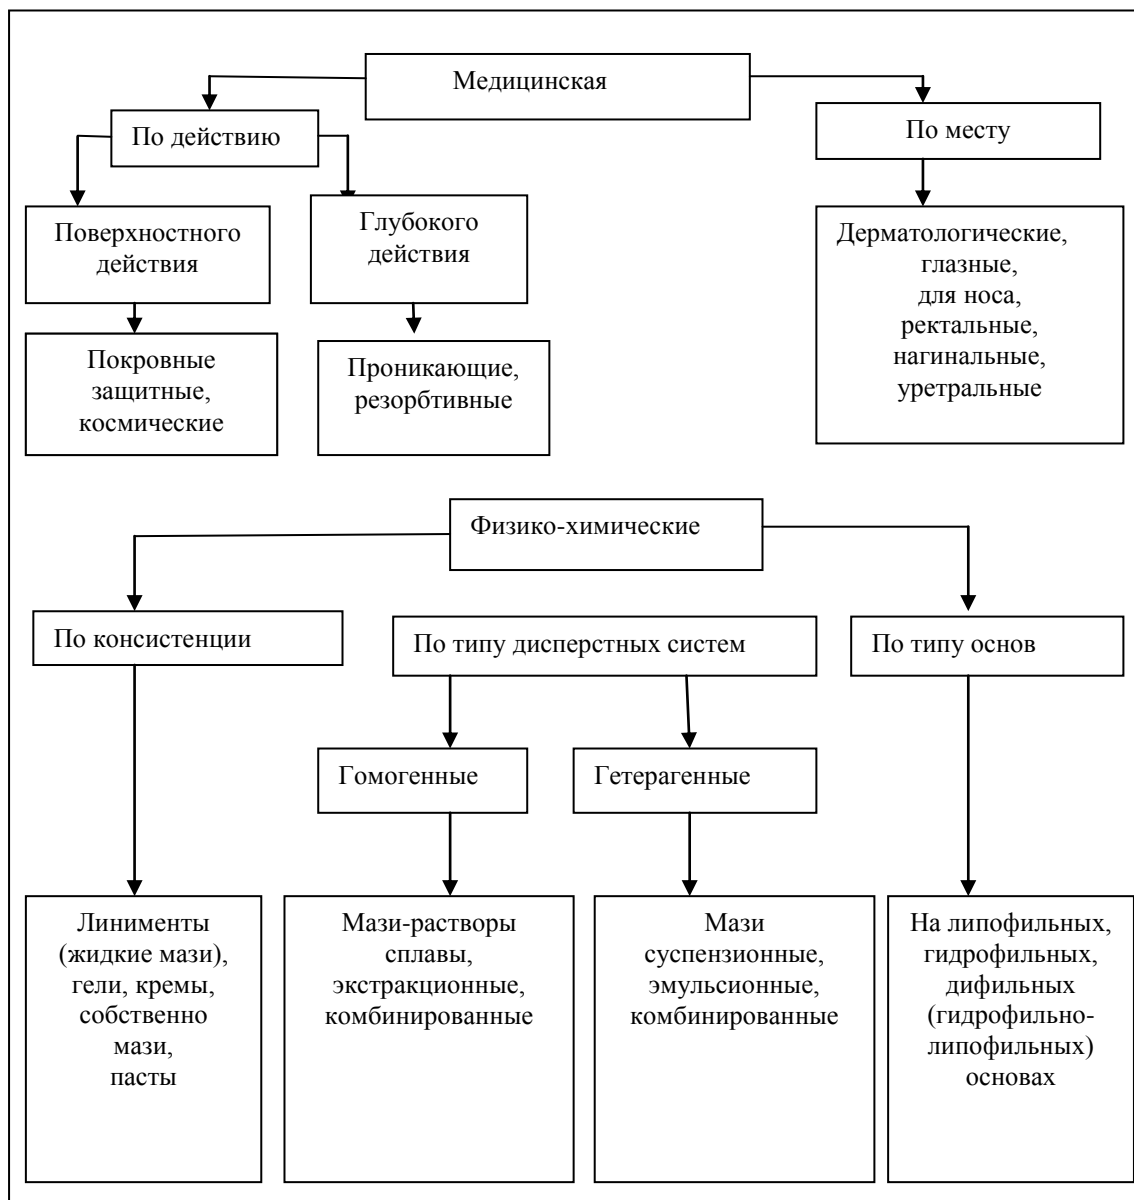 Медицинская
По действию
По месту
Поверхностного
действия
Глубокого
действия
Дерматологические,
глазные,
для носа,
ректальные,
нагинальные,
уретральные
Покровные
защитные,
космические
Проникающие,
резорбтивные
Физико-химические
По консистенции
По типу дисперстных систем
По типу основ
Гомогенные
Гетерагенные
Линименты
(жидкие мази),
гели, кремы,
собственно
мази,
пасты
Мази-растворы
сплавы,
экстракционные,
комбинированные
Мази
суспензионные,
эмульсионные,
комбинированные
На липофильных,
гидрофильных,
дифильных
(гидрофильно-
липофильных)
основах